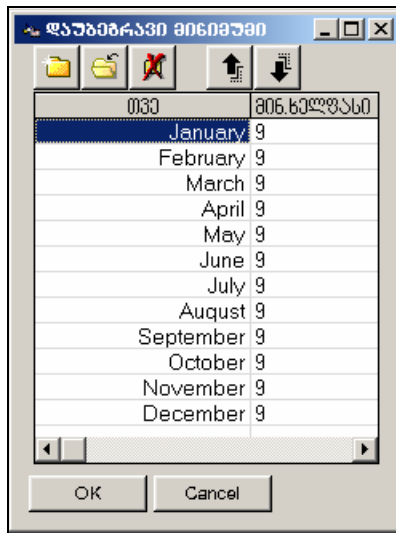 დაუბეგრავი მინიმუმი
თვე მინ.ხელფასი
January 9
February 9
March 9
April 9
May 9
June 9
July 9
August 9
September 9
October 9
November 9
December 9
OK Cancel